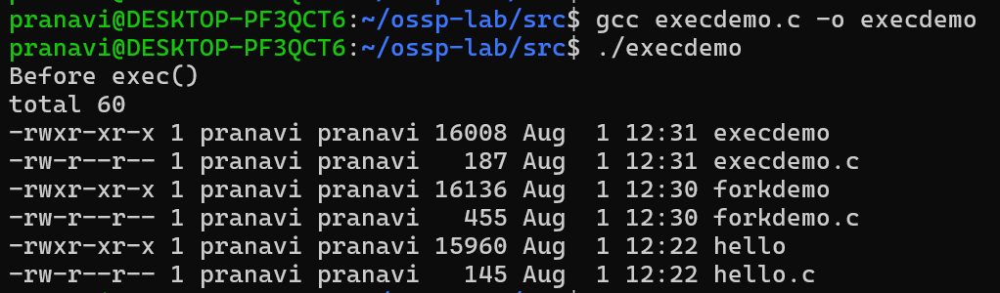 pranavi@DESKTOP-PF3QCT6:~/ossp-lab/src$ gcc execdemo.c -o execdemo
pranavi@DESKTOP-PF3QCT6:~/ossp-lab/src$ ./execdemo
Before exec()
total 60
-rwxr-xr-x 1 pranavi pranavi 16008 Aug  1 12:31 execdemo
-rw-r--r-- 1 pranavi pranavi   187 Aug  1 12:31 execdemo.c
-rwxr-xr-x 1 pranavi pranavi 16136 Aug  1 12:30 forkdemo
-rw-r--r-- 1 pranavi pranavi   455 Aug  1 12:30 forkdemo.c
-rwxr-xr-x 1 pranavi pranavi 15960 Aug  1 12:22 hello
-rw-r--r-- 1 pranavi pranavi   145 Aug  1 12:22 hello.c